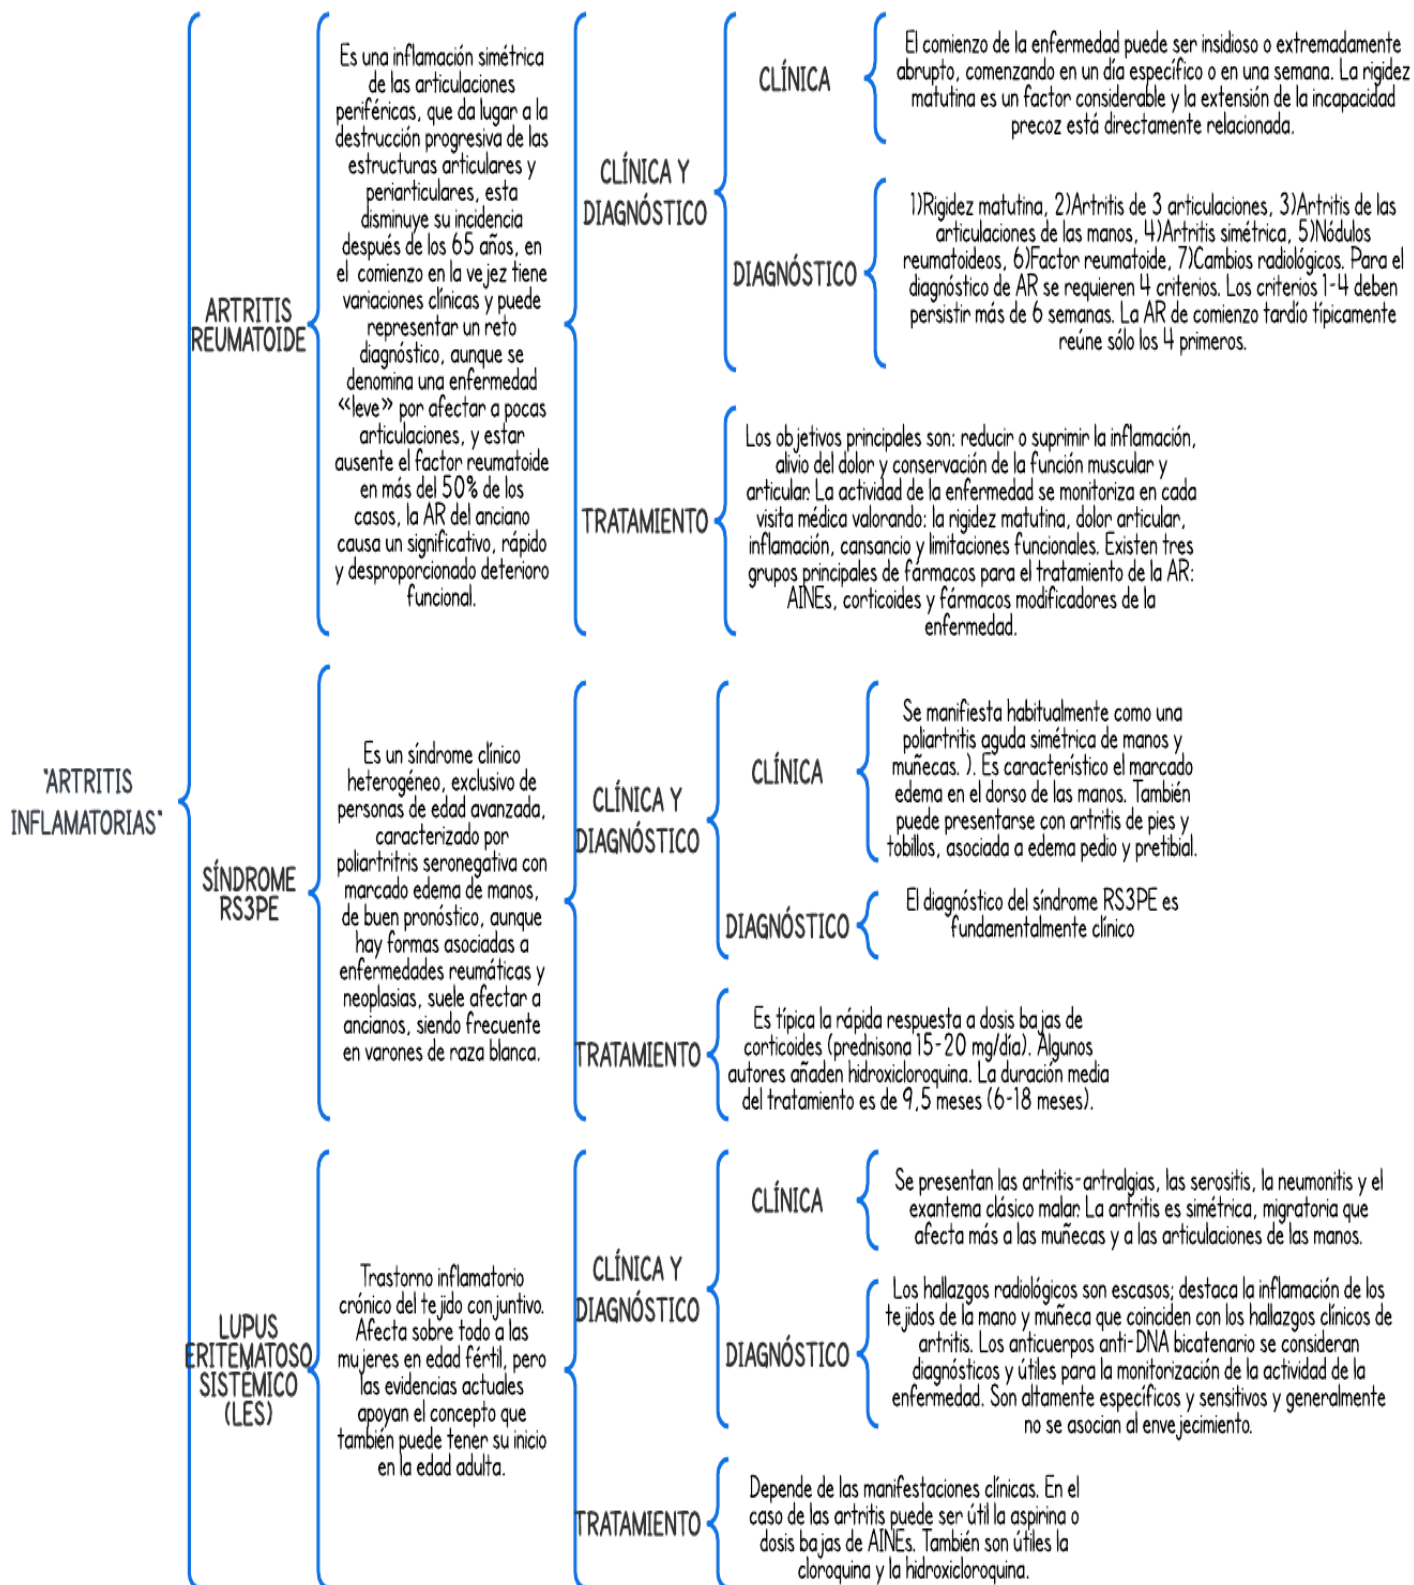 "ARTRITIS
INFLAMATORIAS"
ARTRITIS
REUMATOIDE
Es una inflamación simétrica
de las articulaciones
periféricas, que da lugar a la
destrucción progresiva de las
estructuras articulares y
periarticulares, esta
disminuye su incidencia
después de los 65 años, en
el comienzo en la vejez tiene
variaciones clínicas y puede
representar un reto
diagnóstico, aunque se
denomina una enfermedad
«leve» por afectar a pocas
articulaciones, y estar
ausente el factor reumatoide
en más del 50% de los
casos, la AR del anciano
causa un significativo, rápido
y desproporcionado deterioro
funcional.
CLÍNICA Y
DIAGNÓSTICO
CLÍNICA
El comienzo de la enfermedad puede ser insidioso o extremadamente
abrupto, comenzando en un día específico o en una semana. La rigidez
matutina es un factor considerable y la extensión de la incapacidad
precoz está directamente relacionada.
DIAGNÓSTICO
1)Rigidez matutina, 2)Artritis de 3 articulaciones, 3)Artritis de las
articulaciones de las manos, 4)Artritis simétrica, 5)Nódulos
reumatoideos, 6)Factor reumatoide, 7)Cambios radiológicos. Para el
diagnóstico de AR se requieren 4 criterios. Los criterios 1-4 deben
persistir más de 6 semanas. La AR de comienzo tardío típicamente
reúne sólo los 4 primeros.
TRATAMIENTO
Los objetivos principales son: reducir o suprimir la inflamación,
alivio del dolor y conservación de la función muscular y
articular. La actividad de la enfermedad se monitoriza en cada
visita médica valorando: la rigidez matutina, dolor articular,
inflamación, cansancio y limitaciones funcionales. Existen tres
grupos principales de fármacos para el tratamiento de la AR:
AINEs, corticoides y fármacos modificadores de la
enfermedad.
SÍNDROME
RS3PE
Es un síndrome clínico
heterogéneo, exclusivo de
personas de edad avanzada,
caracterizado por
poliartritris seronegativa con
marcado edema de manos,
de buen pronóstico, aunque
hay formas asociadas a
enfermedades reumáticas y
neoplasias, suele afectar a
ancianos, siendo frecuente
en varones de raza blanca.
CLÍNICA Y
DIAGNÓSTICO
CLÍNICA
Se manifiesta habitualmente como una
poliartritis aguda simétrica de manos y
muñecas. ). Es característico el marcado
edema en el dorso de las manos. También
puede presentarse con artritis de pies y
tobillos, asociada a edema pedio y pretibial.
DIAGNÓSTICO
El diagnóstico del síndrome RS3PE es
fundamentalmente clínico
TRATAMIENTO
Es típica la rápida respuesta a dosis bajas de
corticoides (prednisona 15-20 mg/día). Algunos
autores añaden hidroxicloroquina. La duración media
del tratamiento es de 9,5 meses (6-18 meses).
LUPUS
ERITEMATOSO
SISTÉMICO
(LES)
Trastorno inflamatorio
crónico del tejido conjuntivo.
Afecta sobre todo a las
mujeres en edad fértil, pero
las evidencias actuales
apoyan el concepto que
también puede tener su inicio
en la edad adulta.
CLÍNICA Y
DIAGNÓSTICO
CLÍNICA
Se presentan las artritis-artralgias, las serositis, la neumonitis y el
exantema clásico malar. La artritis es simétrica, migratoria que
afecta más a las muñecas y a las articulaciones de las manos.
DIAGNÓSTICO
Los hallazgos radiológicos son escasos; destaca la inflamación de los
tejidos de la mano y muñeca que coinciden con los hallazgos clínicos de
artritis. Los anticuerpos anti-DNA bicatenario se consideran
diagnósticos y útiles para la monitorización de la actividad de la
enfermedad. Son altamente específicos y sensitivos y generalmente
no se asocian al envejecimiento.
TRATAMIENTO
Depende de las manifestaciones clínicas. En el
caso de las artritis puede ser útil la aspirina o
dosis bajas de AINEs. También son útiles la
cloroquina y la hidroxicloroquina.